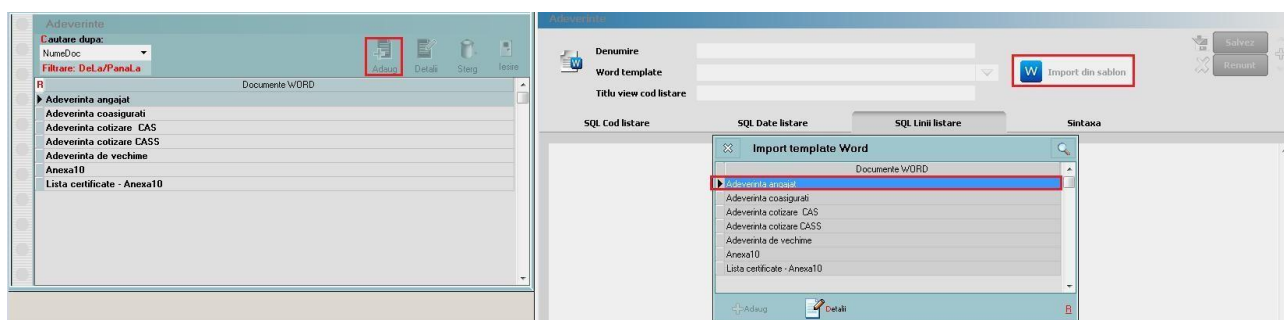 Adeverinte
Cautare dupa:
NumeDoc
Filtrare: DeLa/PanaLa
Adaug Detalii Sterg Iesire
R Documente WORD
Adeverinta angajat
Adeverinta coasigurati
Adeverinta cotizare CAS
Adeverinta cotizare CASS
Adeverinta de vechime
Anexa10
Lista certificate - Anexa10
Adeverinte
Denumire
Word template
Titlu view cod listare
W Import din sablon
Salvez
Renunt
SQL Cod listare SQL Date listare SQL Linii listare Sintaxa
Import template Word
Documente WORD
Adeverinta angajat
Adeverinta coasigurati
Adeverinta cotizare CAS
Adeverinta cotizare CASS
Adeverinta de vechime
Anexa10
Lista certificate - Anexa10
Adaug Detalii R